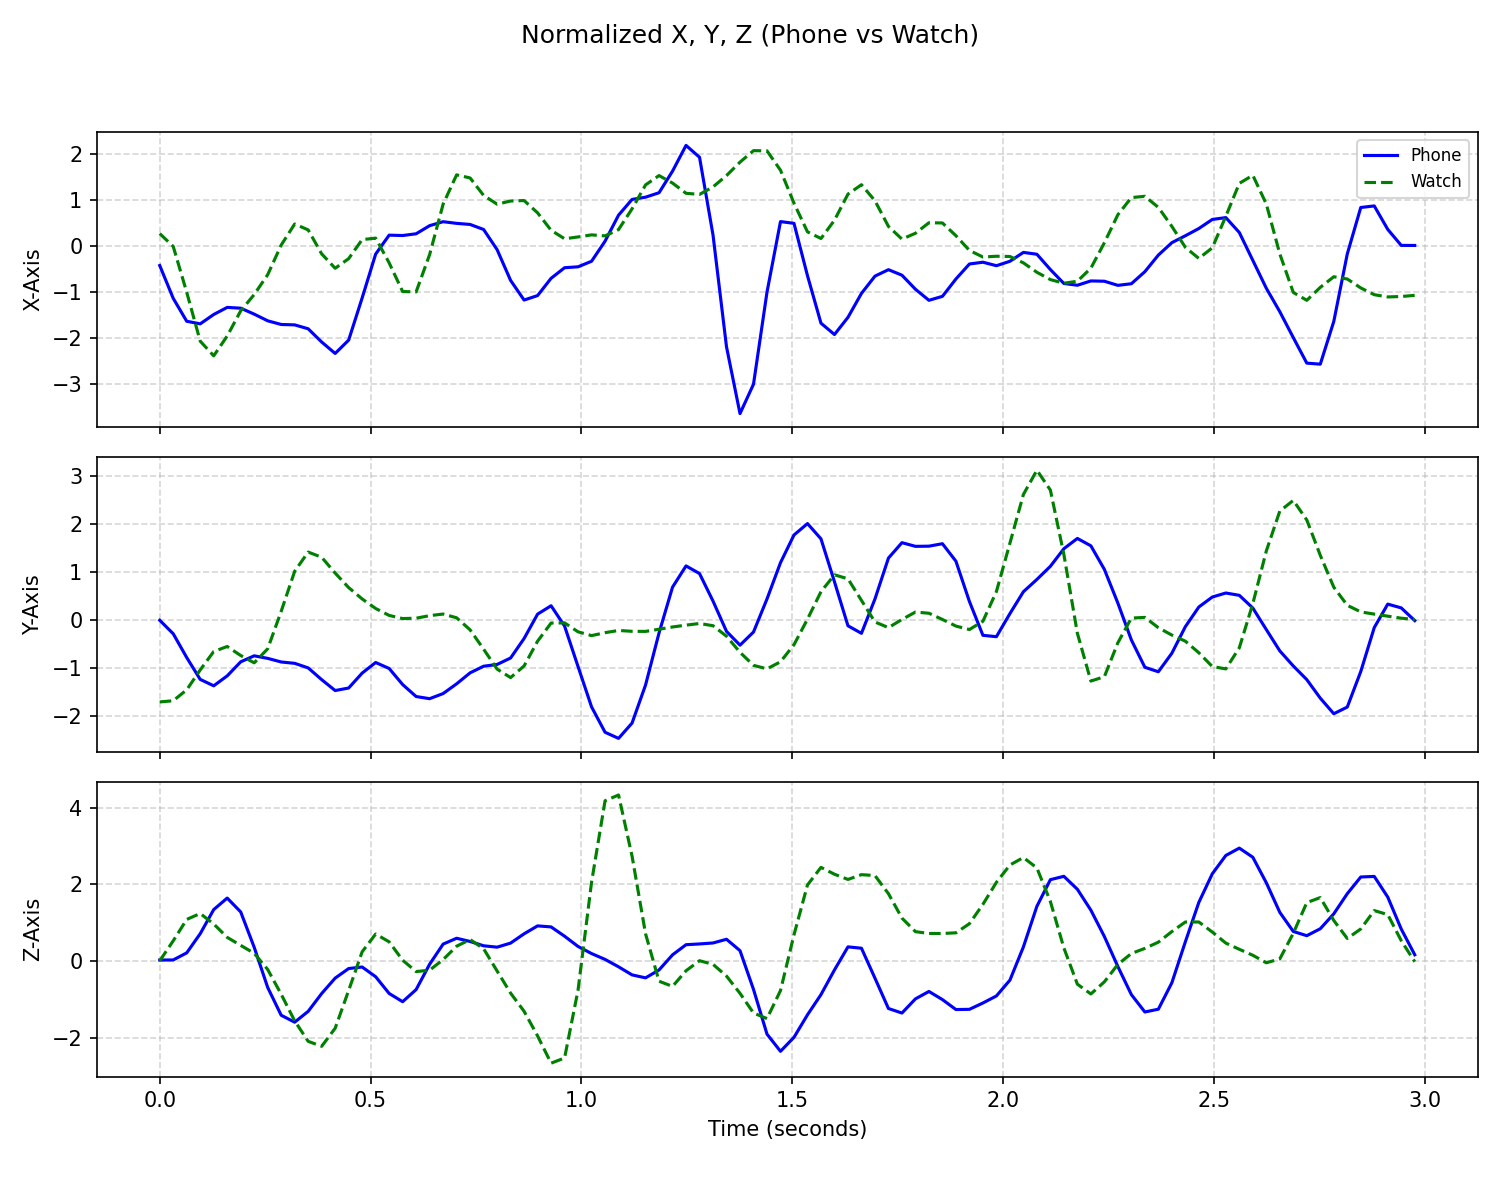 Normalized X, Y, Z (Phone vs Watch)
Phone
Watch
2
1
0
−1
−2
−3
X-Axis
3
2
1
0
−1
−2
Y-Axis
4
2
0
−2
Z-Axis
0.0 0.5 1.0 1.5 2.0 2.5 3.0
Time (seconds)